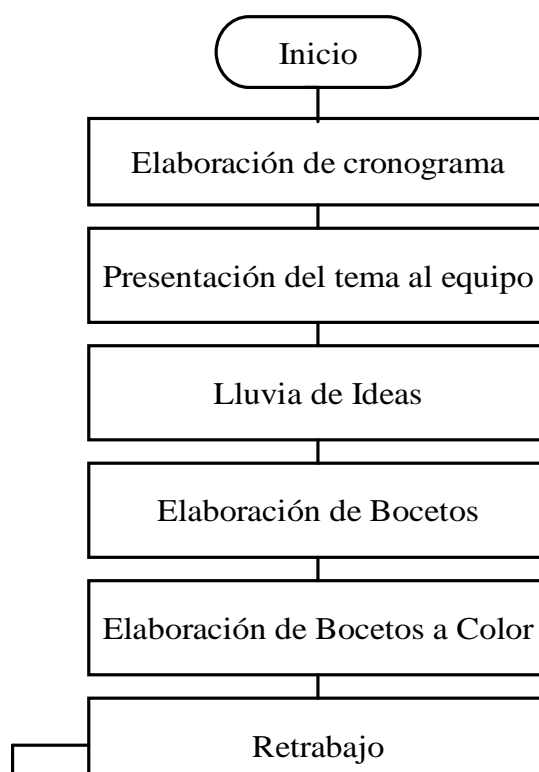 Inicio
Elaboración de cronograma
Presentación del tema al equipo
Lluvia de Ideas
Elaboración de Bocetos
Elaboración de Bocetos a Color
Retrabajo